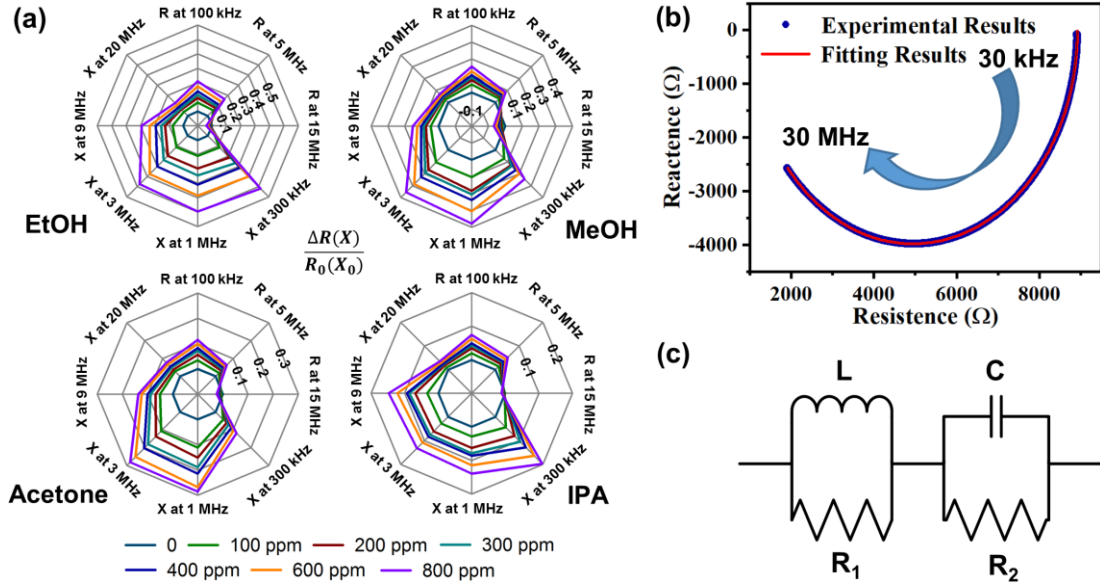 (a)
R at 100 kHz
R at 5 MHz
R at 15 MHz
X at 300 kHz
X at 1 MHz
X at 3 MHz
X at 9 MHz
X at 20 MHz
0.1
0.2
0.3
0.4
0.5
EtOH
R at 100 kHz
R at 5 MHz
R at 15 MHz
X at 300 kHz
X at 1 MHz
X at 3 MHz
X at 9 MHz
X at 20 MHz
-0.1
0.1
0.2
0.3
0.4
MeOH
ΔR(X)
R₀(X₀)
R at 100 kHz
R at 5 MHz
R at 15 MHz
X at 300 kHz
X at 1 MHz
X at 3 MHz
X at 9 MHz
X at 20 MHz
0.1
0.2
0.3
Acetone
R at 100 kHz
R at 5 MHz
R at 15 MHz
X at 300 kHz
X at 1 MHz
X at 3 MHz
X at 9 MHz
X at 20 MHz
0.1
0.2
IPA
0 100 ppm 200 ppm 300 ppm
400 ppm 600 ppm 800 ppm
(b)
Experimental Results
Fitting Results
30 kHz
30 MHz
Reactence (Ω)
0
-1000
-2000
-3000
-4000
2000 4000 6000 8000
Resistence (Ω)
(c)
L
C
R₁
R₂